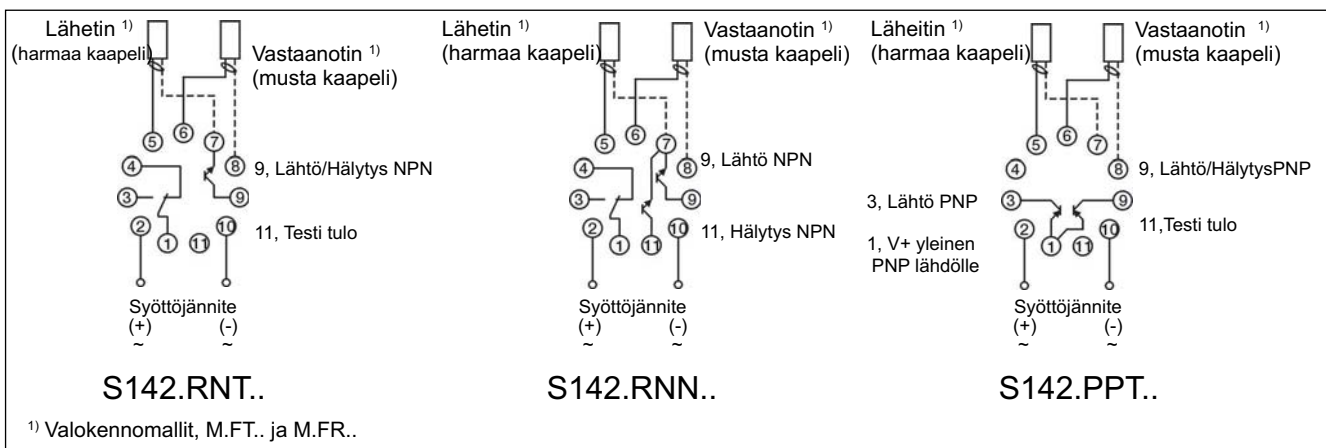 Lähetin 1)
(harmaa kaapeli)
Vastaanotin 1)
(musta kaapeli)
5
6
7
4
8
9, Lähtö/Hälytys NPN
3
9
2
1
11
10
11, Testi tulo
Syöttöjännite
(+) (-)
~ ~
S142.RNT..
Lähetin 1)
(harmaa kaapeli)
Vastaanotin 1)
(musta kaapeli)
5
6
7
4
8
9, Lähtö NPN
3
9
2
1
11
10
11, Hälytys NPN
Syöttöjännite
(+) (-)
~ ~
S142.RNN..
Läheitin 1)
(harmaa kaapeli)
Vastaanotin 1)
(musta kaapeli)
5
6
7
4
8
9, Lähtö/HälytysPNP
3, Lähtö PNP
3
9
2
1
11
10
11,Testi tulo
1, V+ yleinen
PNP lähdölle
Syöttöjännite
(+) (-)
~ ~
S142.PPT..
1) Valokennomallit, M.FT.. ja M.FR..